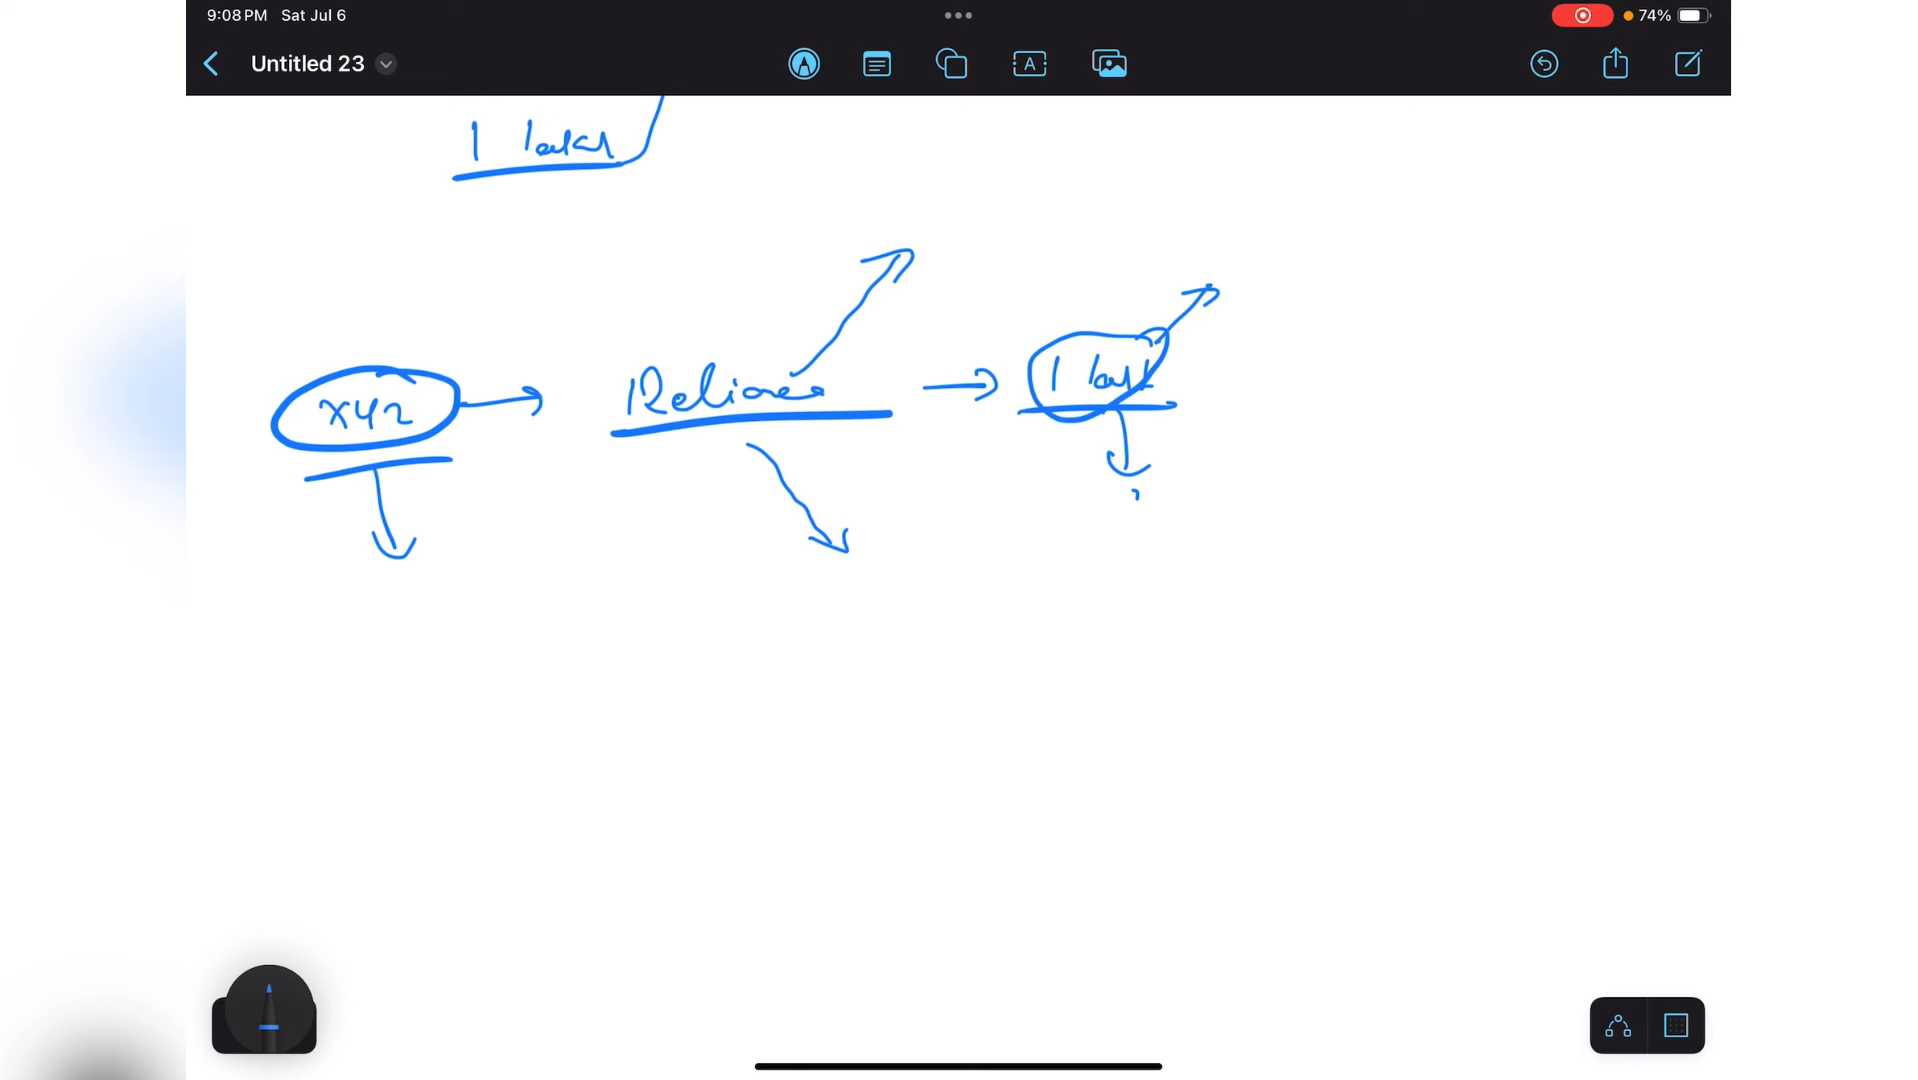 9:08 PM Sat Jul 6
74%
Untitled 23
A
1 lakh
xyz
Reliance
1 lakh